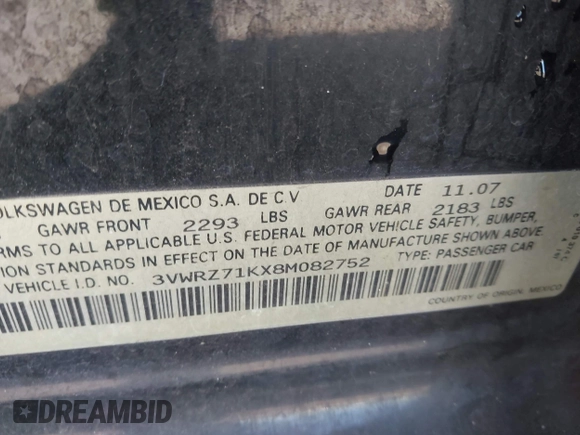 OLKSWAGEN DE MEXICO S.A. DE C.V DATE 11.07
GAWR FRONT 2293 LBS GAWR REAR 2183 LBS
RMS TO ALL APPLICABLE U.S. FEDERAL MOTOR VEHICLE SAFETY, BUMPER,
ION STANDARDS IN EFFECT ON THE DATE OF MANUFACTURE SHOWN ABOVE.
VEHICLE I.D. NO. 3VWRZ71KX8M082752 TYPE: PASSENGER CAR
COUNTRY OF ORIGIN: MEXICO
DREAMBID